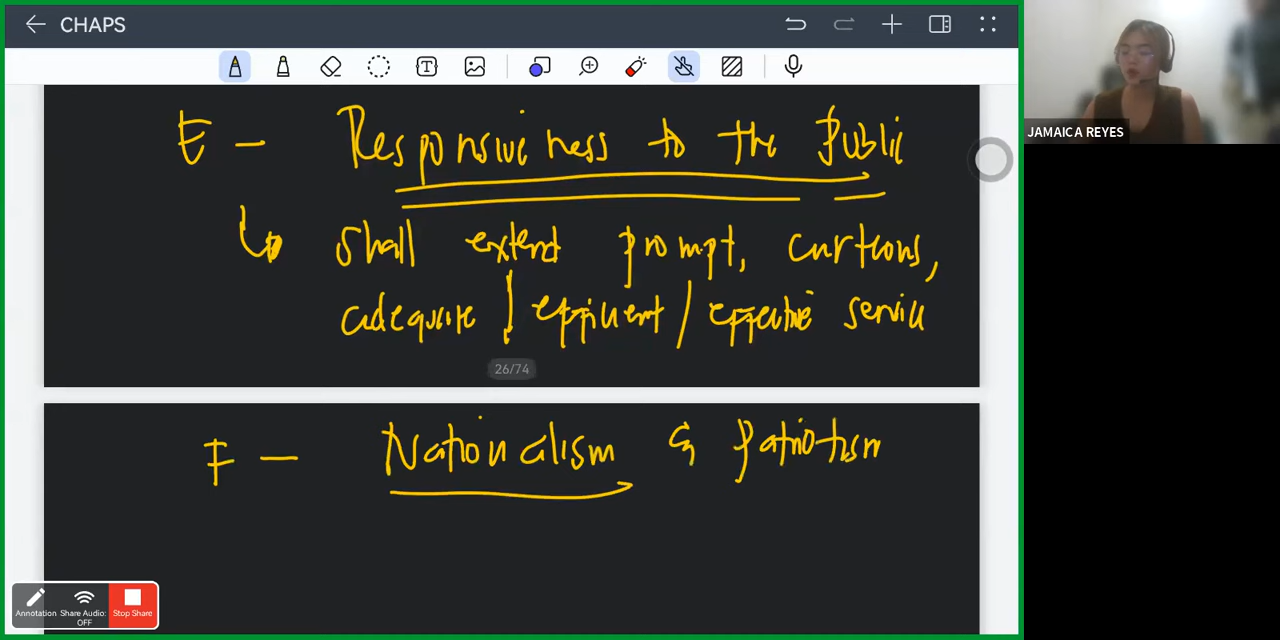 CHAPS
JAMAICA REYES
E - Responsiveness to the Public
↳ shall extend prompt, curteous,
adequate / efficient / effective service
26/74
F - Nationalism & Patriotism
Annotation Share Audio: OFF Stop Share